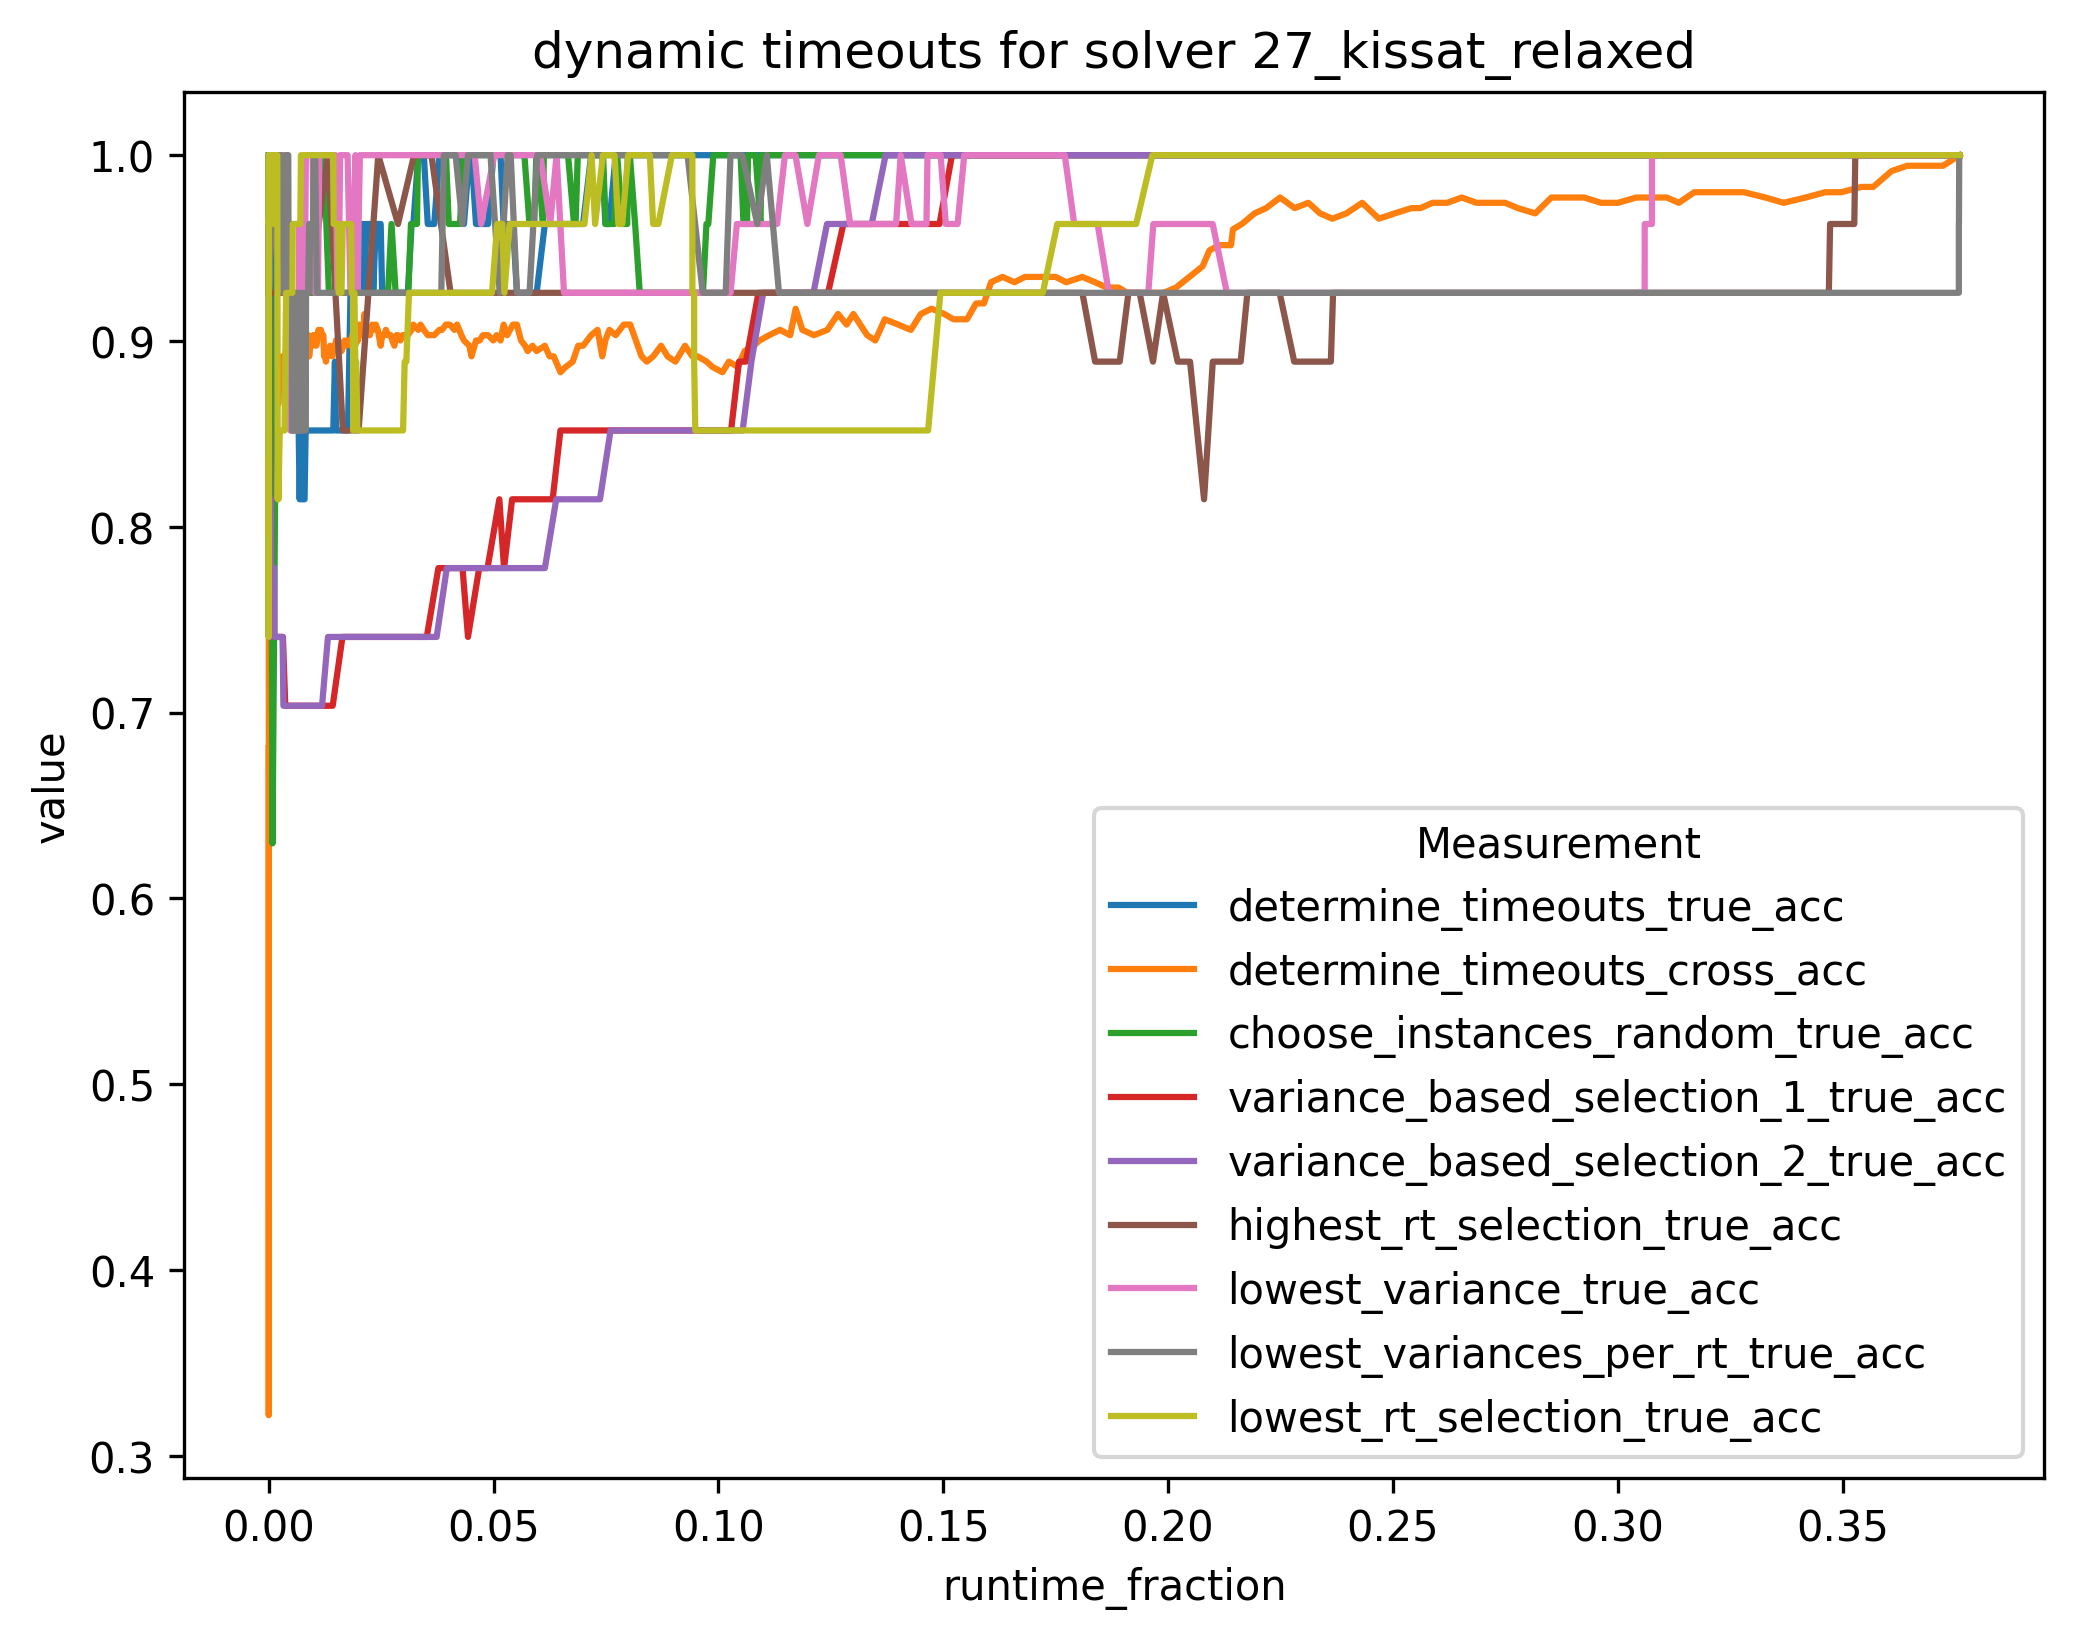 dynamic timeouts for solver 27_kissat_relaxed
value
1.0
0.9
0.8
0.7
0.6
0.5
0.4
0.3
Measurement
determine_timeouts_true_acc
determine_timeouts_cross_acc
choose_instances_random_true_acc
variance_based_selection_1_true_acc
variance_based_selection_2_true_acc
highest_rt_selection_true_acc
lowest_variance_true_acc
lowest_variances_per_rt_true_acc
lowest_rt_selection_true_acc
0.00 0.05 0.10 0.15 0.20 0.25 0.30 0.35
runtime_fraction